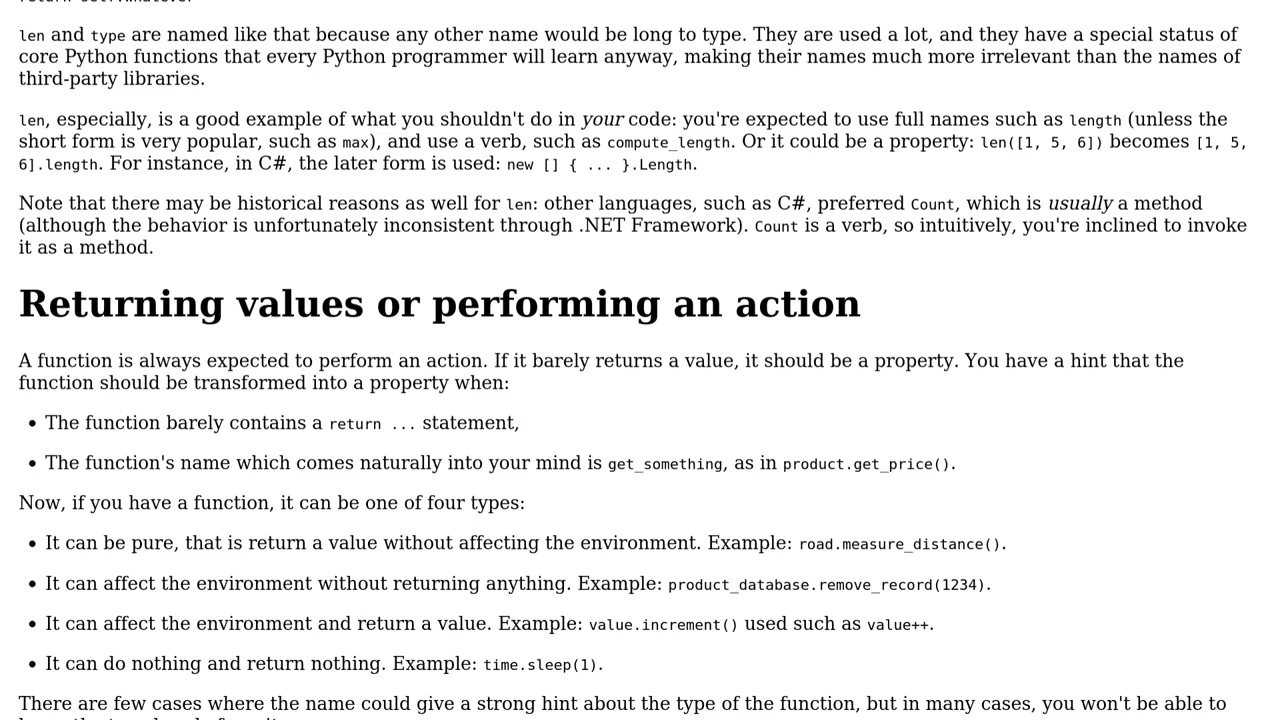 len and type are named like that because any other name would be long to type. They are used a lot, and they have a special status of
core Python functions that every Python programmer will learn anyway, making their names much more irrelevant than the names of
third-party libraries.
len, especially, is a good example of what you shouldn't do in your code: you're expected to use full names such as length (unless the
short form is very popular, such as max), and use a verb, such as compute_length. Or it could be a property: len([1, 5, 6]) becomes [1, 5,
6].length. For instance, in C#, the later form is used: new [] { ... }.Length.
Note that there may be historical reasons as well for len: other languages, such as C#, preferred Count, which is usually a method
(although the behavior is unfortunately inconsistent through .NET Framework). Count is a verb, so intuitively, you're inclined to invoke
it as a method.
Returning values or performing an action
A function is always expected to perform an action. If it barely returns a value, it should be a property. You have a hint that the
function should be transformed into a property when:
• The function barely contains a return ... statement,
• The function's name which comes naturally into your mind is get_something, as in product.get_price().
Now, if you have a function, it can be one of four types:
• It can be pure, that is return a value without affecting the environment. Example: road.measure_distance().
• It can affect the environment without returning anything. Example: product_database.remove_record(1234).
• It can affect the environment and return a value. Example: value.increment() used such as value++.
• It can do nothing and return nothing. Example: time.sleep(1).
There are few cases where the name could give a strong hint about the type of the function, but in many cases, you won't be able to